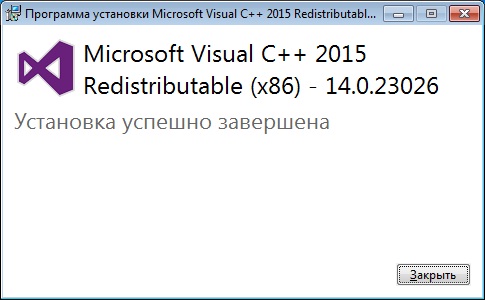 Программа установки Microsoft Visual C++ 2015 Redistributabl...
Microsoft Visual C++ 2015
Redistributable (x86) - 14.0.23026
Установка успешно завершена
Закрыть